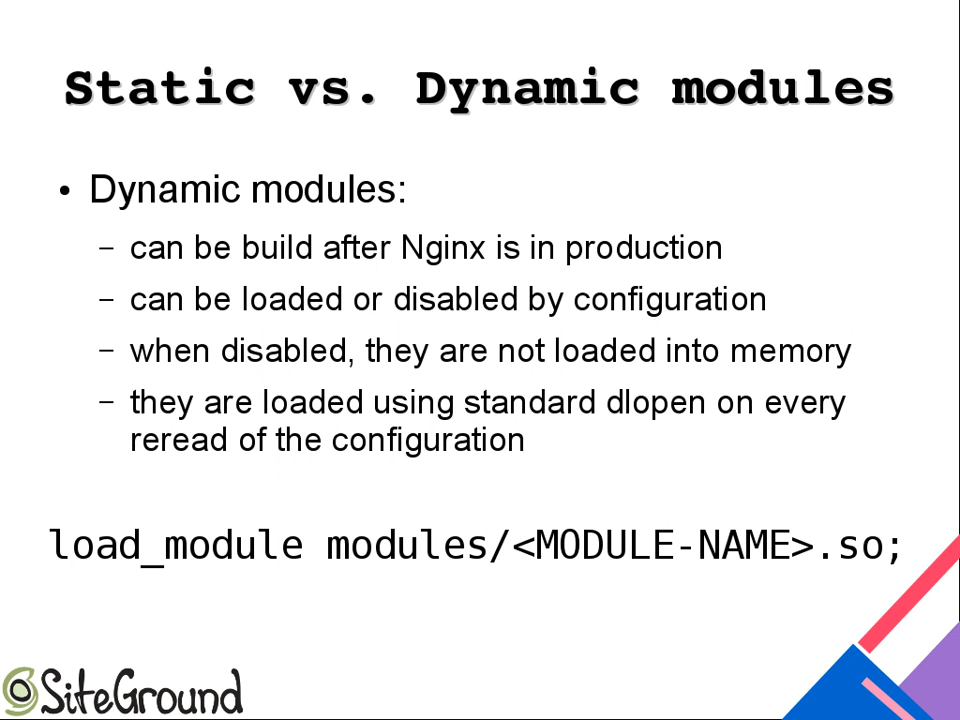 Static vs. Dynamic modules
• Dynamic modules:
– can be build after Nginx is in production
– can be loaded or disabled by configuration
– when disabled, they are not loaded into memory
– they are loaded using standard dlopen on every
reread of the configuration
load_module modules/<MODULE-NAME>.so;
SiteGround